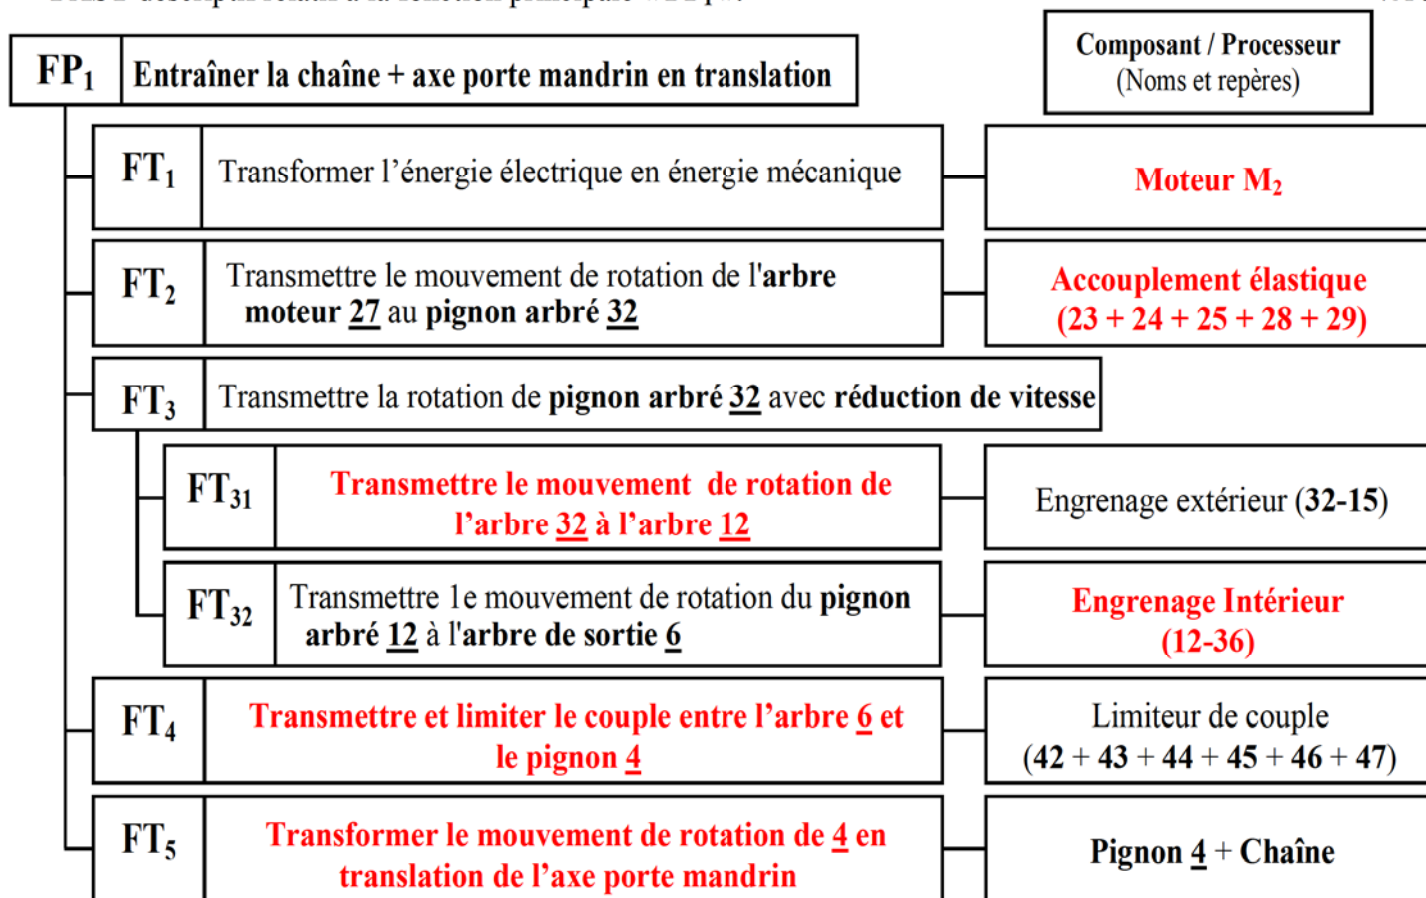 FP1 Entraîner la chaîne + axe porte mandrin en translation
Composant / Processeur
(Noms et repères)
FT1 Transformer l’énergie électrique en énergie mécanique
Moteur M2
FT2 Transmettre le mouvement de rotation de l'arbre
moteur 27 au pignon arbré 32
Accouplement élastique
(23 + 24 + 25 + 28 + 29)
FT3 Transmettre la rotation de pignon arbré 32 avec réduction de vitesse
FT31 Transmettre le mouvement de rotation de
l’arbre 32 à l’arbre 12
Engrenage extérieur (32-15)
FT32 Transmettre 1e mouvement de rotation du pignon
arbré 12 à l'arbre de sortie 6
Engrenage Intérieur
(12-36)
FT4 Transmettre et limiter le couple entre l’arbre 6 et
le pignon 4
Limiteur de couple
(42 + 43 + 44 + 45 + 46 + 47)
FT5 Transformer le mouvement de rotation de 4 en
translation de l’axe porte mandrin
Pignon 4 + Chaîne